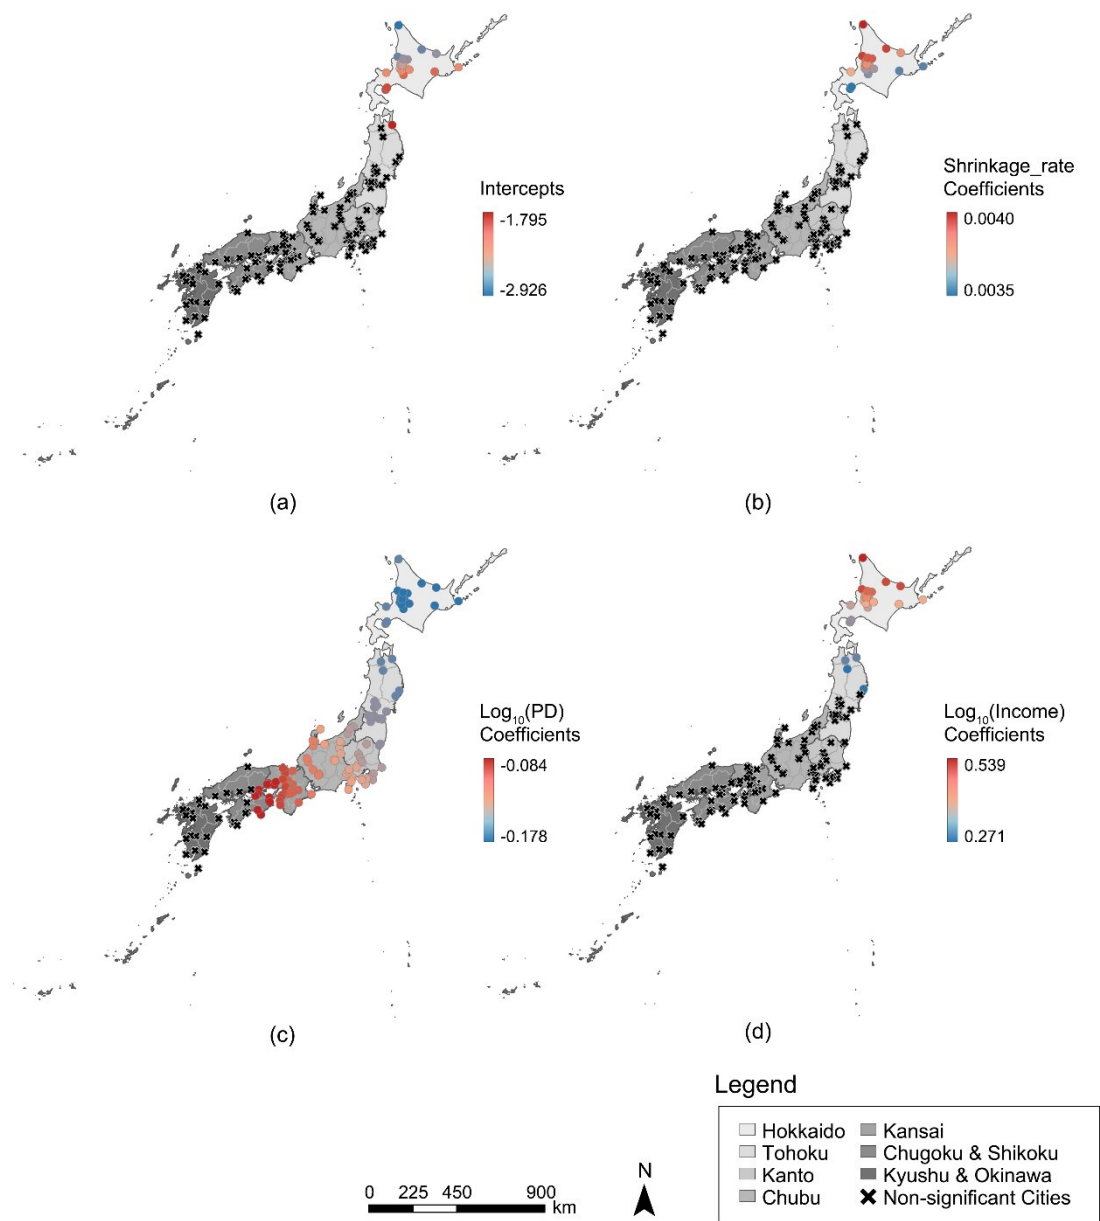 Intercepts
-1.795
-2.926
(a)
Shrinkage_rate
Coefficients
0.0040
0.0035
(b)
Log10(PD)
Coefficients
-0.084
-0.178
(c)
Log10(Income)
Coefficients
0.539
0.271
(d)
Legend
Hokkaido
Tohoku
Kanto
Chubu
Kansai
Chugoku & Shikoku
Kyushu & Okinawa
Non-significant Cities
0 225 450 900
km
N